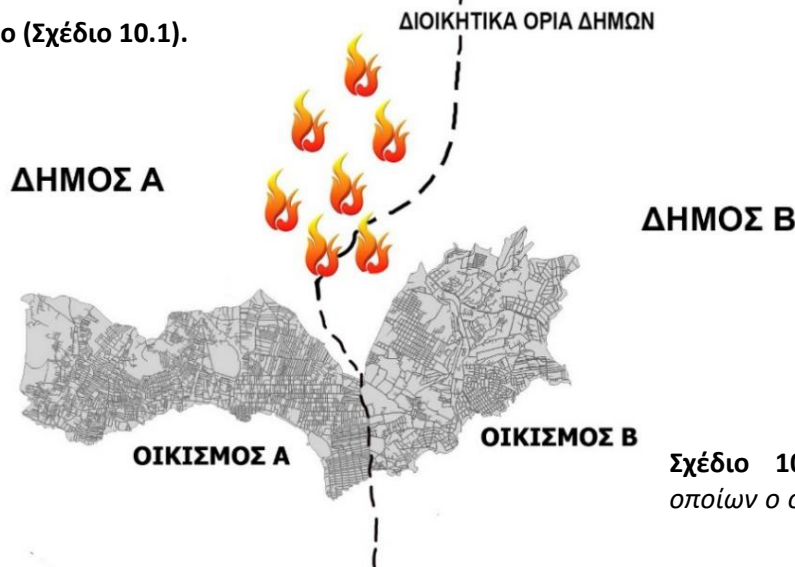 ΔΙΟΙΚΗΤΙΚΑ ΟΡΙΑ ΔΗΜΩΝ
ο (Σχέδιο 10.1).
ΔΗΜΟΣ Α
ΔΗΜΟΣ Β
ΟΙΚΙΣΜΟΣ Α
ΟΙΚΙΣΜΟΣ Β
Σχέδιο 10
οποίων ο